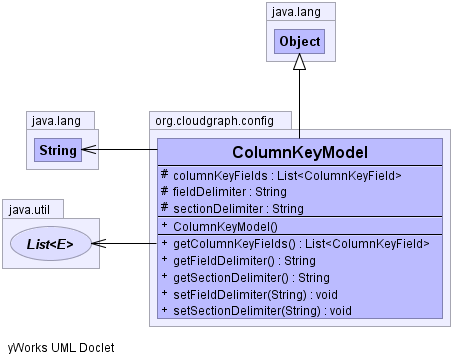 java.lang
Object
java.lang
String
org.cloudgraph.config
ColumnKeyModel
# columnKeyFields : List<ColumnKeyField>
# fieldDelimiter : String
# sectionDelimiter : String
+ ColumnKeyModel()
+ getColumnKeyFields() : List<ColumnKeyField>
+ getFieldDelimiter() : String
+ getSectionDelimiter() : String
+ setFieldDelimiter(String) : void
+ setSectionDelimiter(String) : void
java.util
List<E>
yWorks UML Doclet